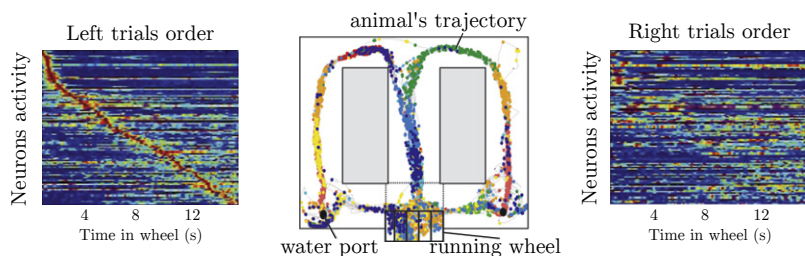 animal's trajectory
Left trials order
Right trials order
Neurons activity
Neurons activity
4 8 12
4 8 12
Time in wheel (s)
Time in wheel (s)
water port
running wheel